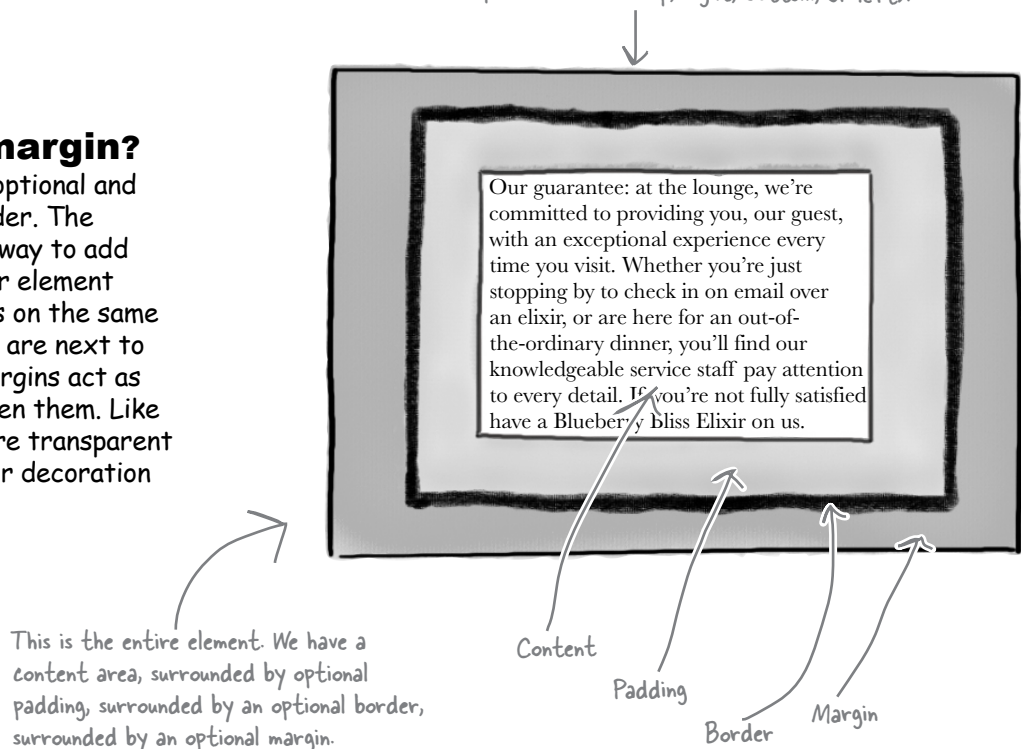 nargin?
optional and
der. The
way to add
r element
s on the same
are next to
rgins act as
en them. Like
re transparent
r decoration
Our guarantee: at the lounge, we’re
committed to providing you, our guest,
with an exceptional experience every
time you visit. Whether you’re just
stopping by to check in on email over
an elixir, or are here for an out-of-
the-ordinary dinner, you’ll find our
knowledgeable service staff pay attention
to every detail. If you’re not fully satisfied
have a Blueberry Bliss Elixir on us.
This is the entire element. We have a
content area, surrounded by optional
padding, surrounded by an optional border,
surrounded by an optional margin.
Content
Padding
Border
Margin